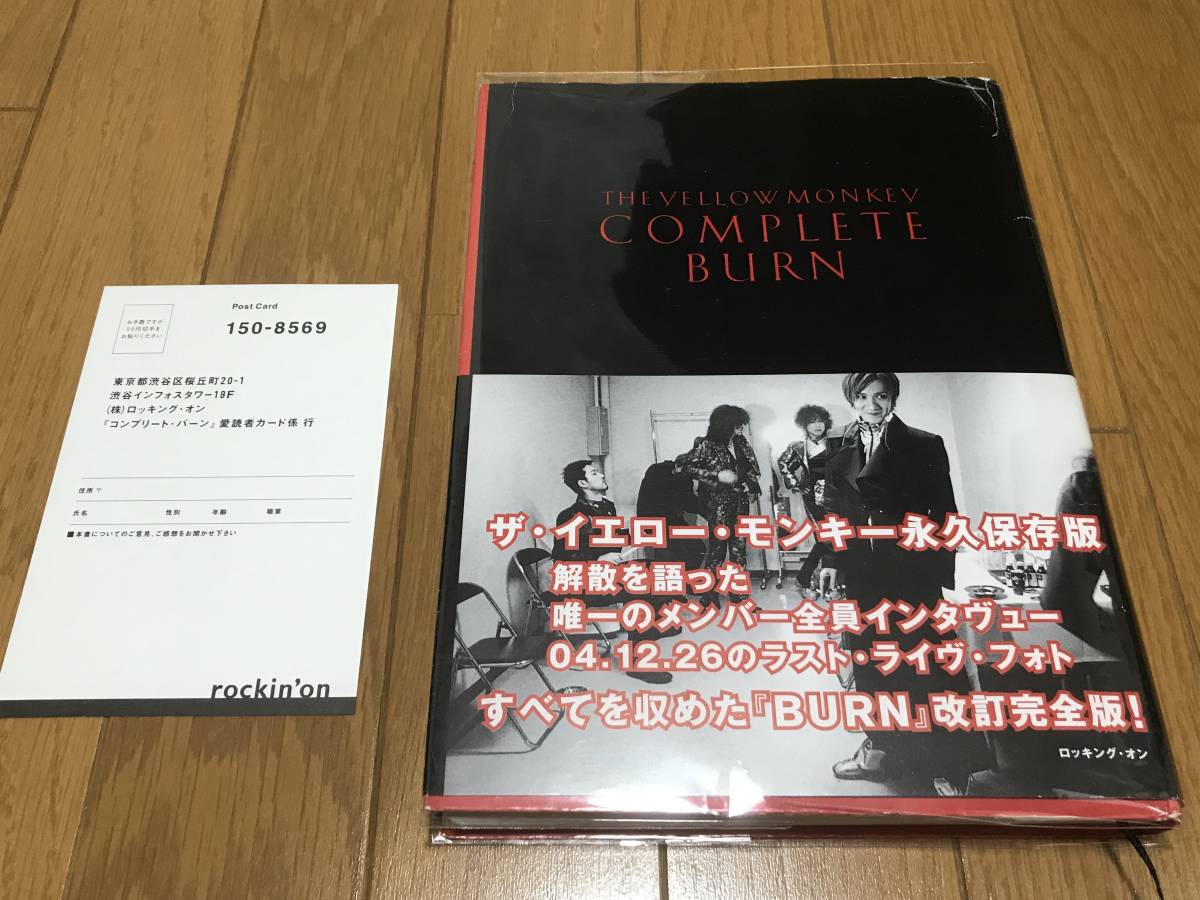 Post Card
お手数ですが
50円切手を
お貼りください
150-8569
東京都渋谷区桜丘町20-1
渋谷インフォスタワー19F
(株)ロッキング・オン
『コンプリート・バーン』愛読者カード係 行
住所 〒
氏名 性別 年齢 職業
■本書についてのご意見、ご感想をお聞かせ下さい
rockin'on
THE YELLOW MONKEY
COMPLETE
BURN
ザ・イエロー・モンキー永久保存版
解散を語った
唯一のメンバー全員インタヴュー
04.12.26のラスト・ライヴ・フォト
すべてを収めた『BURN』改訂完全版!
ロッキング・オン